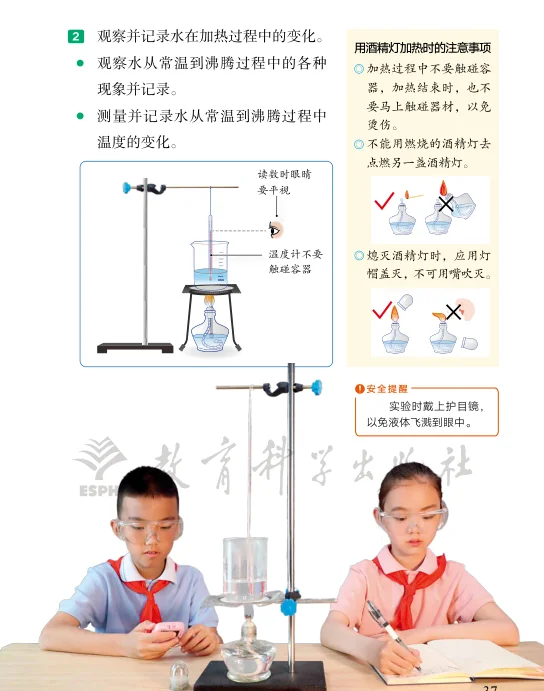 2 观察并记录水在加热过程中的变化。
● 观察水从常温到沸腾过程中的各种
现象并记录。
● 测量并记录水从常温到沸腾过程中
温度的变化。
读数时眼睛
要平视
温度计不要
触碰容器
用酒精灯加热时的注意事项
◎加热过程中不要触碰容
器，加热结束时，也不
要马上触碰器材，以免
烫伤。
◎不能用燃烧的酒精灯去
点燃另一盏酒精灯。
◎熄灭酒精灯时，应用灯
帽盖灭，不可用嘴吹灭。
安全提醒
实验时戴上护目镜，
以免液体飞溅到眼中。
ESPH
教育科学出版社
37